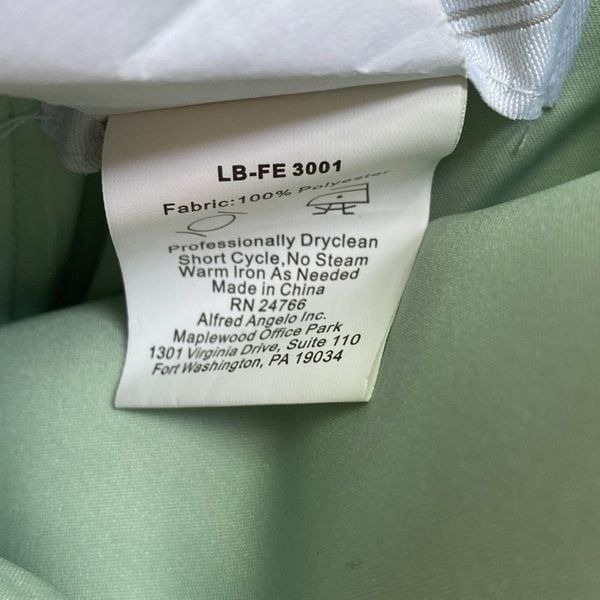 LB-FE 3001
Fabric:100% Polyester
Professionally Dryclean
Short Cycle,No Steam
Warm Iron As Needed
Made in China
RN 24766
Alfred Angelo Inc.
Maplewood Office Park
1301 Virginia Drive, Suite 110
Fort Washington, PA 19034